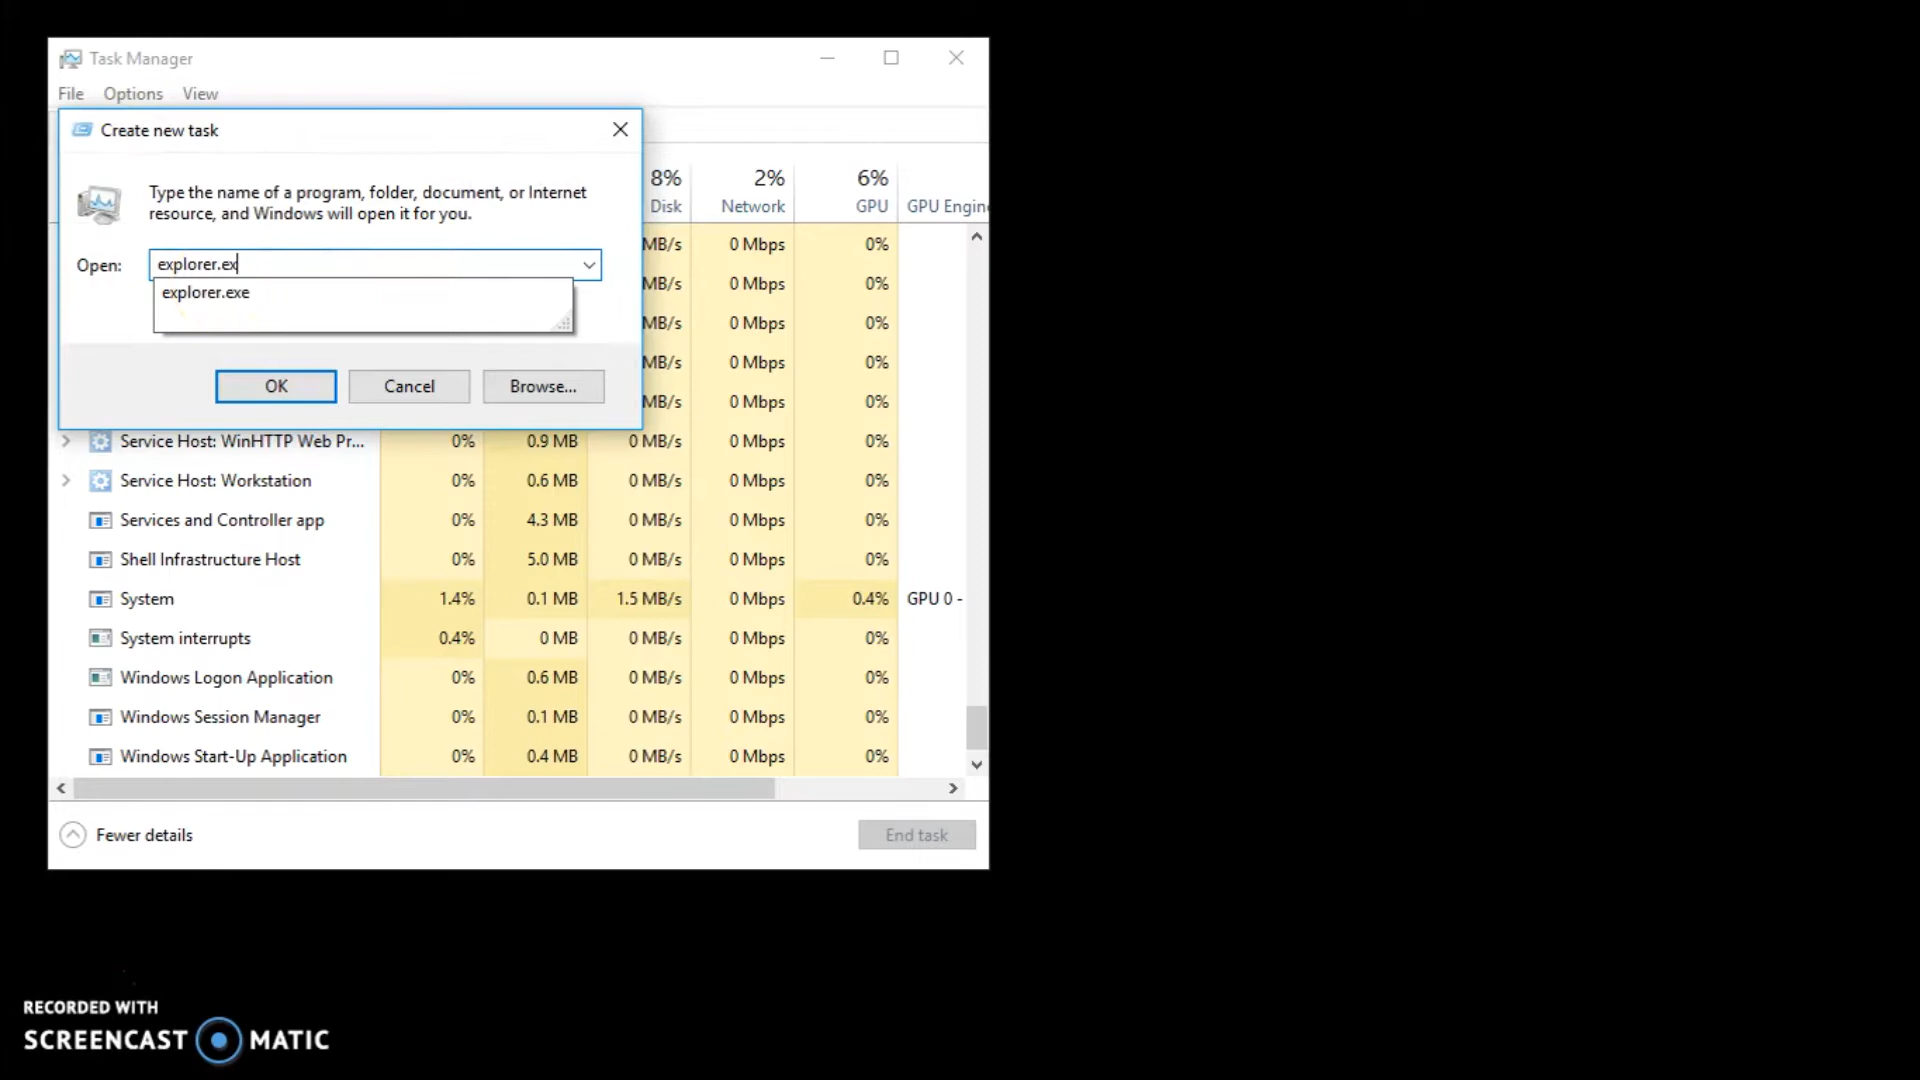 Task Manager
File Options View
Create new task
Type the name of a program, folder, document, or Internet
resource, and Windows will open it for you.
Open: explorer.ex
explorer.exe
OK Cancel Browse...
8% 2% 6%
Disk Network GPU GPU Engin
MB/s 0 Mbps 0%
MB/s 0 Mbps 0%
MB/s 0 Mbps 0%
MB/s 0 Mbps 0%
MB/s 0 Mbps 0%
Service Host: WinHTTP Web Pr... 0% 0.9 MB 0 MB/s 0 Mbps 0%
Service Host: Workstation 0% 0.6 MB 0 MB/s 0 Mbps 0%
Services and Controller app 0% 4.3 MB 0 MB/s 0 Mbps 0%
Shell Infrastructure Host 0% 5.0 MB 0 MB/s 0 Mbps 0%
System 1.4% 0.1 MB 1.5 MB/s 0 Mbps 0.4% GPU 0 -
System interrupts 0.4% 0 MB 0 MB/s 0 Mbps 0%
Windows Logon Application 0% 0.6 MB 0 MB/s 0 Mbps 0%
Windows Session Manager 0% 0.1 MB 0 MB/s 0 Mbps 0%
Windows Start-Up Application 0% 0.4 MB 0 MB/s 0 Mbps 0%
Fewer details End task
RECORDED WITH
SCREENCAST MATIC